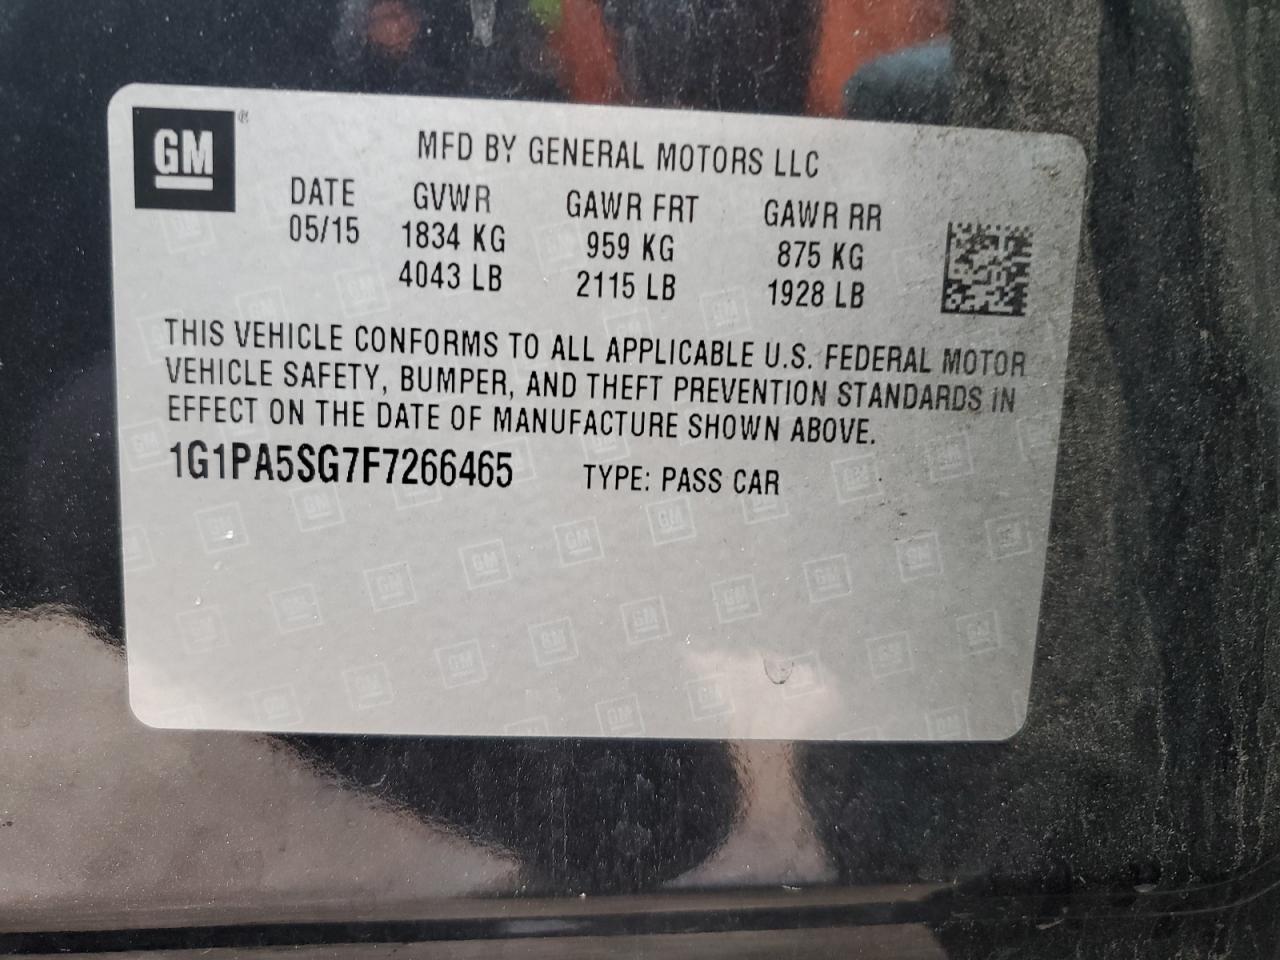 GM
MFD BY GENERAL MOTORS LLC
DATE GVWR GAWR FRT GAWR RR
05/15 1834 KG 959 KG 875 KG
4043 LB 2115 LB 1928 LB
THIS VEHICLE CONFORMS TO ALL APPLICABLE U.S. FEDERAL MOTOR
VEHICLE SAFETY, BUMPER, AND THEFT PREVENTION STANDARDS IN
EFFECT ON THE DATE OF MANUFACTURE SHOWN ABOVE.
1G1PA5SG7F7266465 TYPE: PASS CAR